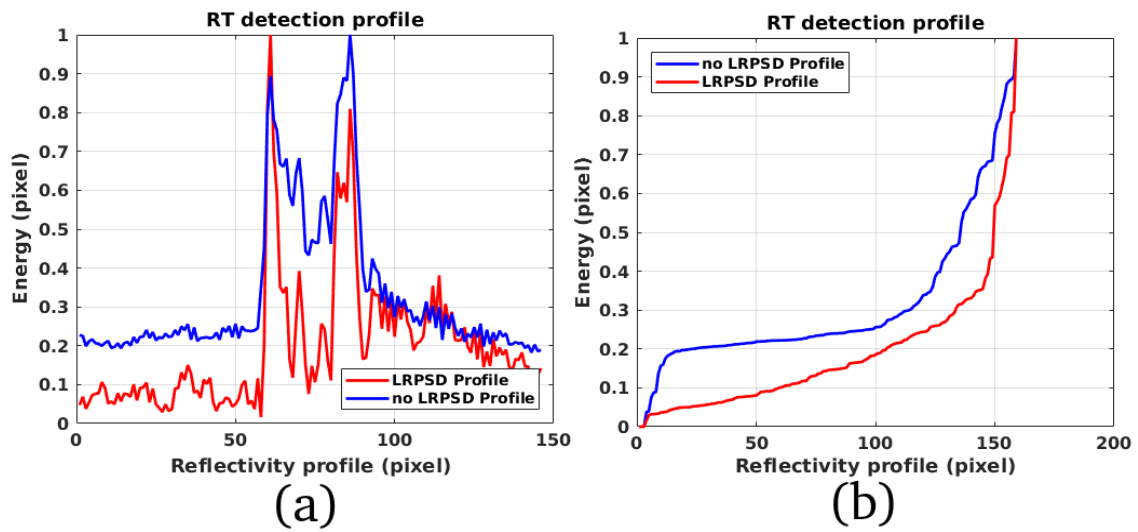 RT detection profile
1
0.9
0.8
0.7
0.6
0.5
0.4
0.3
0.2
0.1
0
Energy (pixel)
LRPSD Profile
no LRPSD Profile
0 50 100 150
Reflectivity profile (pixel)
(a)
RT detection profile
1
0.9
0.8
0.7
0.6
0.5
0.4
0.3
0.2
0.1
0
Energy (pixel)
no LRPSD Profile
LRPSD Profile
0 50 100 150 200
Reflectivity profile (pixel)
(b)